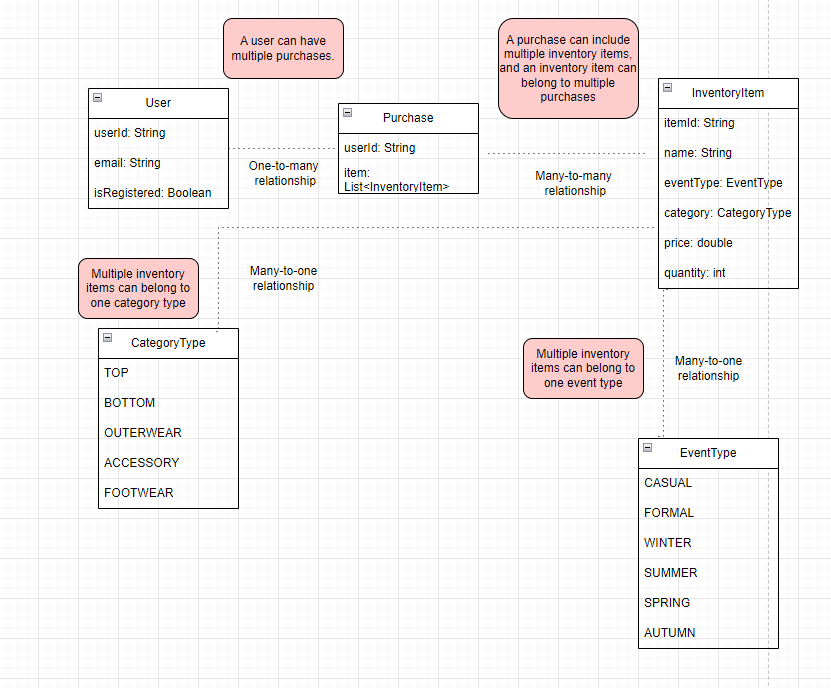 A user can have
multiple purchases.
A purchase can include
multiple inventory items,
and an inventory item can
belong to multiple
purchases
User
userId: String
email: String
isRegistered: Boolean
One-to-many
relationship
Purchase
userId: String
item:
List<InventoryItem>
Many-to-many
relationship
InventoryItem
itemId: String
name: String
eventType: EventType
category: CategoryType
price: double
quantity: int
Multiple inventory
items can belong to
one category type
Many-to-one
relationship
CategoryType
TOP
BOTTOM
OUTERWEAR
ACCESSORY
FOOTWEAR
Multiple inventory
items can belong to
one event type
Many-to-one
relationship
EventType
CASUAL
FORMAL
WINTER
SUMMER
SPRING
AUTUMN